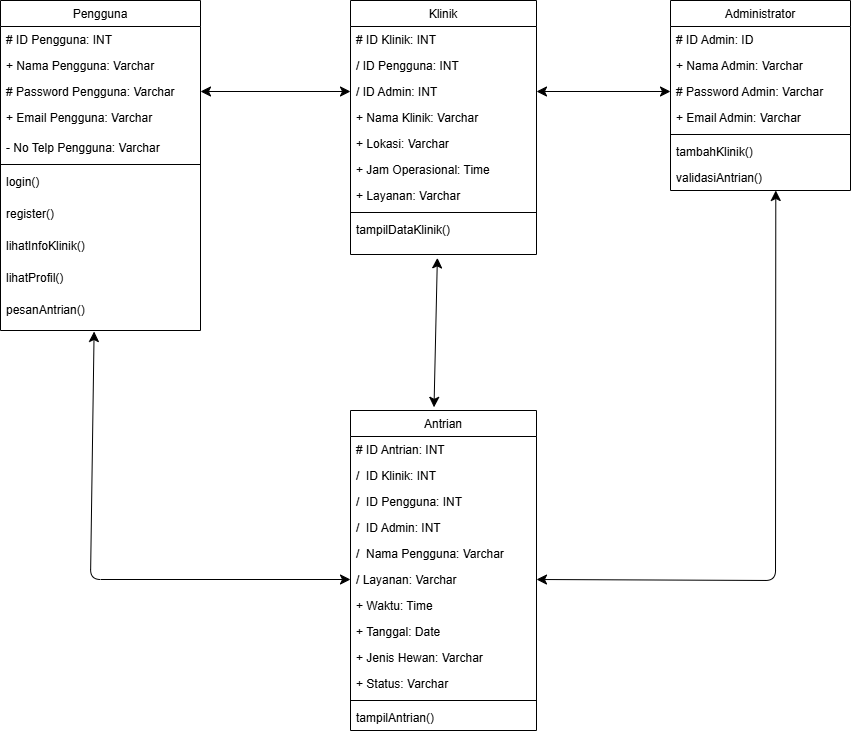 Pengguna
# ID Pengguna: INT
+ Nama Pengguna: Varchar
# Password Pengguna: Varchar
+ Email Pengguna: Varchar
- No Telp Pengguna: Varchar
login()
register()
lihatInfoKlinik()
lihatProfil()
pesanAntrian()
Klinik
# ID Klinik: INT
/ ID Pengguna: INT
/ ID Admin: INT
+ Nama Klinik: Varchar
+ Lokasi: Varchar
+ Jam Operasional: Time
+ Layanan: Varchar
tampilDataKlinik()
Administrator
# ID Admin: ID
+ Nama Admin: Varchar
# Password Admin: Varchar
+ Email Admin: Varchar
tambahKlinik()
validasiAntrian()
Antrian
# ID Antrian: INT
/ ID Klinik: INT
/ ID Pengguna: INT
/ ID Admin: INT
/ Nama Pengguna: Varchar
/ Layanan: Varchar
+ Waktu: Time
+ Tanggal: Date
+ Jenis Hewan: Varchar
+ Status: Varchar
tampilAntrian()